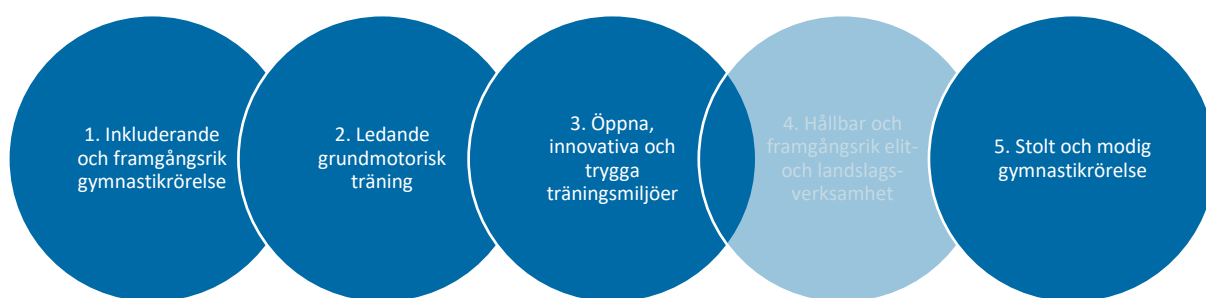 1. Inkluderande
och framgångsrik
gymnastikrörelse
2. Ledande
grundmotorisk
träning
3. Öppna,
innovativa och
trygga
träningsmiljöer
4. Hållbar och
framgångsrik elit-
och landslags-
verksamhet
5. Stolt och modig
gymnastikrörelse